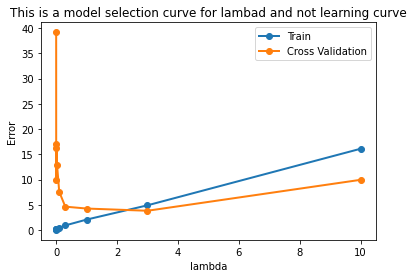 This is a model selection curve for lambad and not learning curve
40
35
30
25
20
15
10
5
0
Error
Train
Cross Validation
0 2 4 6 8 10
lambda